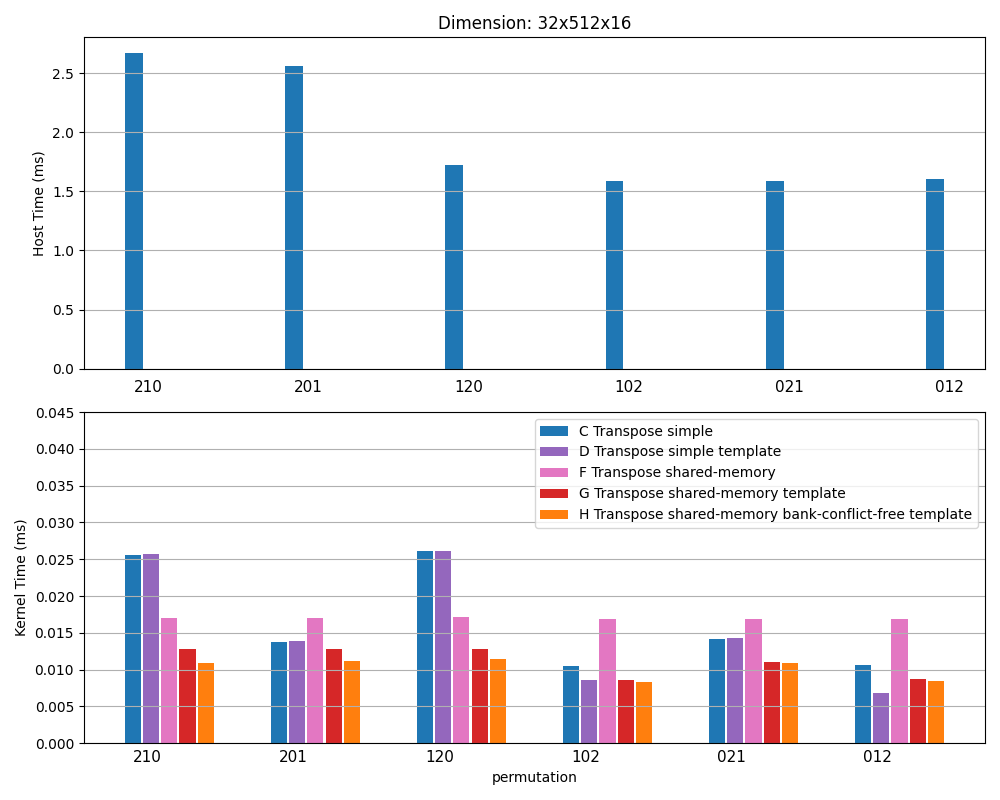 Dimension: 32x512x16
Host Time (ms)
2.5
2.0
1.5
1.0
0.5
0.0
210 201 120 102 021 012
Kernel Time (ms)
0.045
0.040
0.035
0.030
0.025
0.020
0.015
0.010
0.005
0.000
C Transpose simple
D Transpose simple template
F Transpose shared-memory
G Transpose shared-memory template
H Transpose shared-memory bank-conflict-free template
210 201 120 102 021 012
permutation